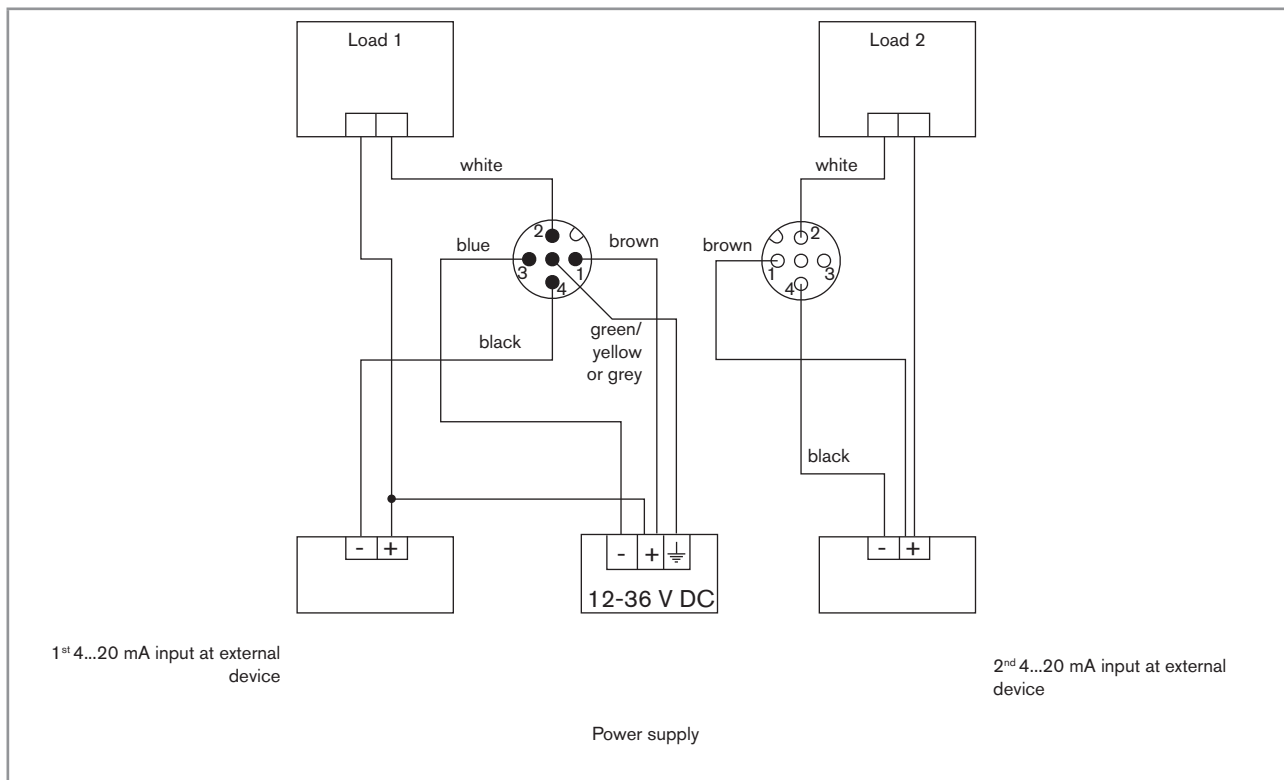 Load 1
Load 2
white
white
2
2
blue
brown
brown
3
1
1
3
4
4
green/
yellow
or grey
black
black
- +
- +
- +
12-36 V DC
1st 4...20 mA input at external
device
2nd 4...20 mA input at external
device
Power supply